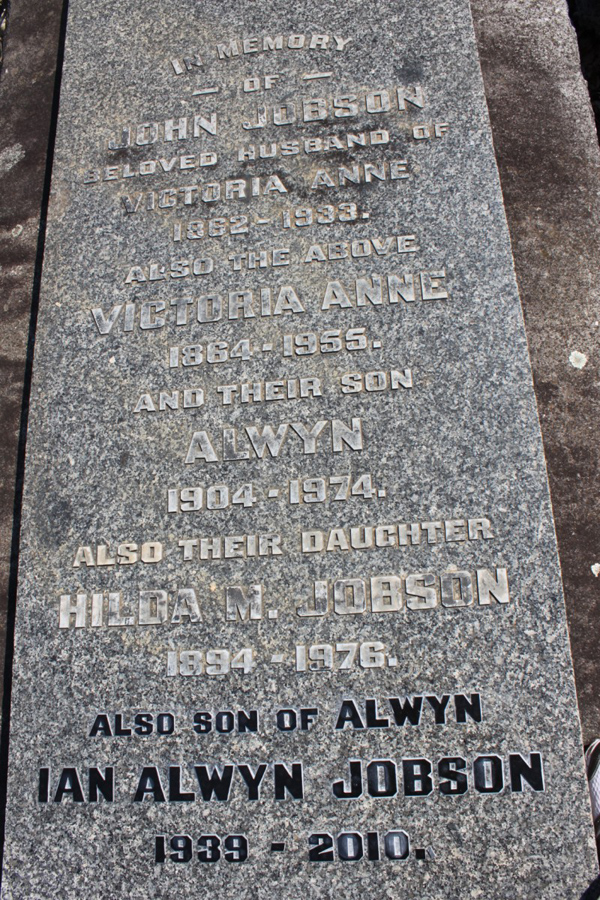 IN MEMORY
— OF —
JOHN JOBSON
BELOVED HUSBAND OF
VICTORIA ANNE
1862 - 1933.
ALSO THE ABOVE
VICTORIA ANNE
1864 - 1955.
AND THEIR SON
ALWYN
1904 - 1974.
ALSO THEIR DAUGHTER
HILDA M. JOBSON
1894 - 1976.
ALSO SON OF ALWYN
IAN ALWYN JOBSON
1939 - 2010.